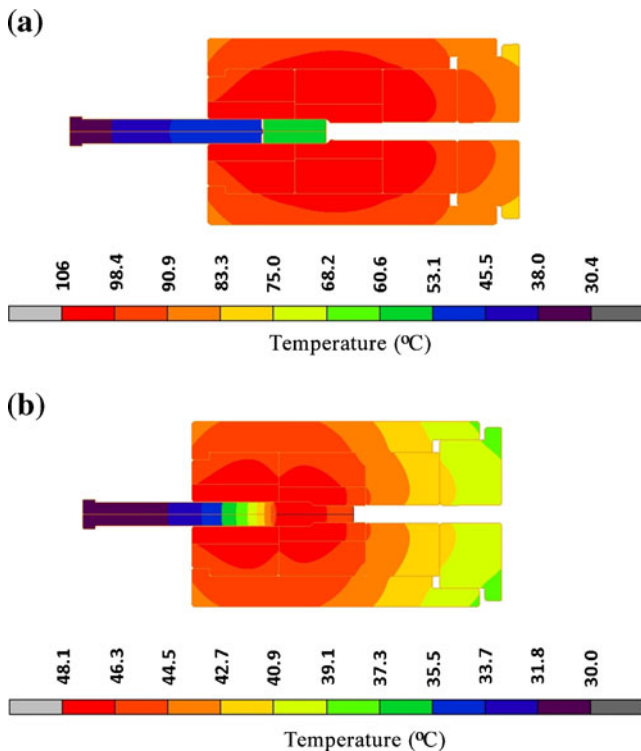 (a)
106 98.4 90.9 83.3 75.0 68.2 60.6 53.1 45.5 38.0 30.4
Temperature (ºC)
(b)
48.1 46.3 44.5 42.7 40.9 39.1 37.3 35.5 33.7 31.8 30.0
Temperature (ºC)